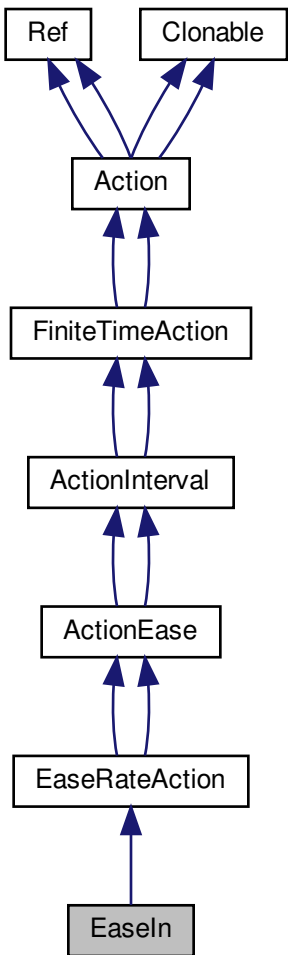 Ref
Clonable
Action
FiniteTimeAction
ActionInterval
ActionEase
EaseRateAction
EaseIn